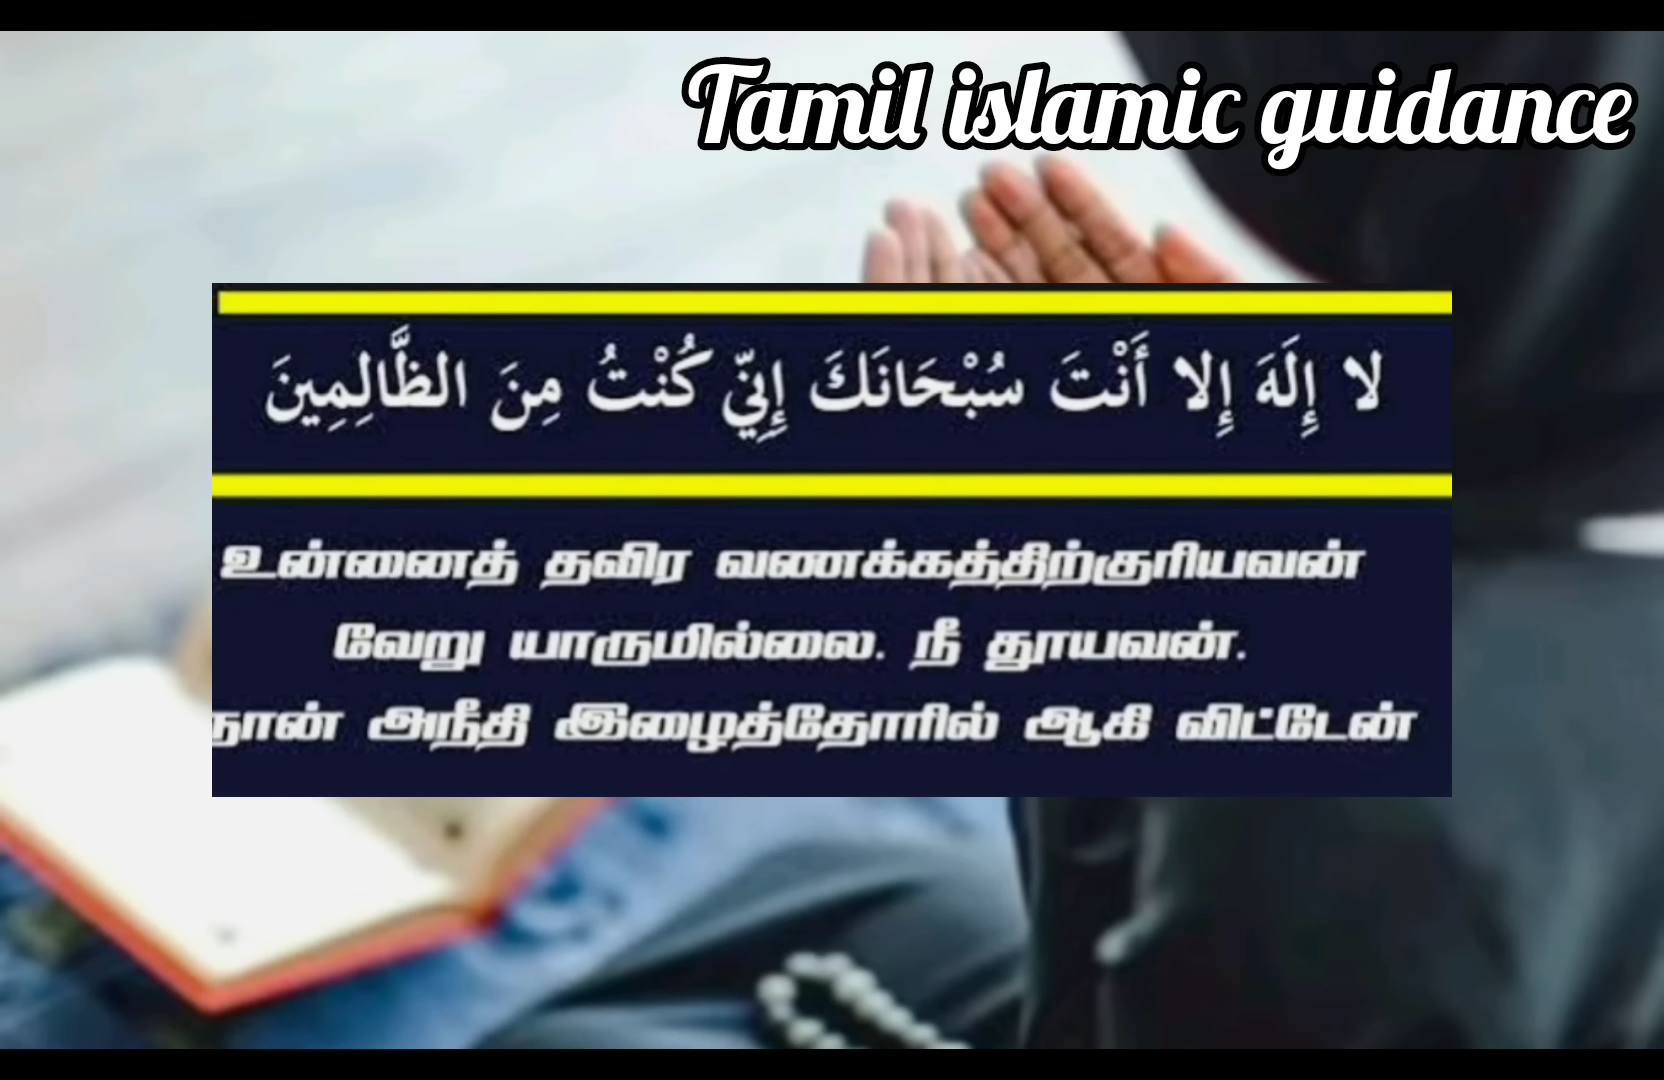 Tamil islamic guidance
لا إِلَهَ إِلا أَنْتَ سُبْحَانَكَ إِنِّي كُنْتُ مِنَ الظَّالِمِينَ
உன்னைத் தவிர வணக்கத்திற்குரியவன்
வேறு யாருமில்லை. நீ தூயவன்.
நான் அநீதி இழைத்தோரில் ஆகி விட்டேன்